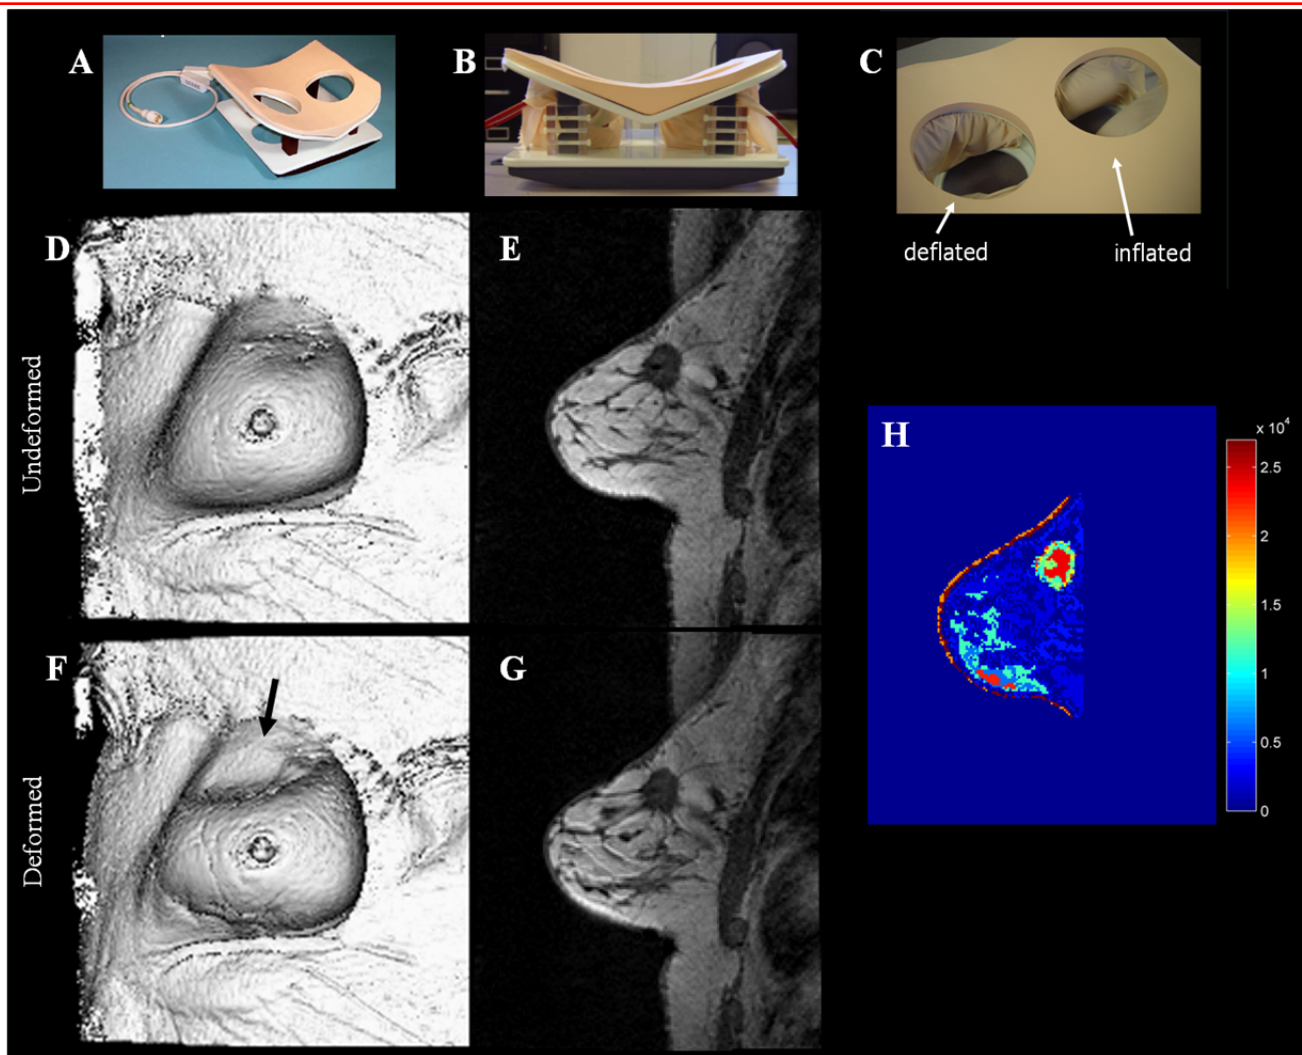 A
B
C
deflated
inflated
D
E
Undeformed
H
x 10⁴
2.5
2
1.5
1
0.5
0
F
G
Deformed